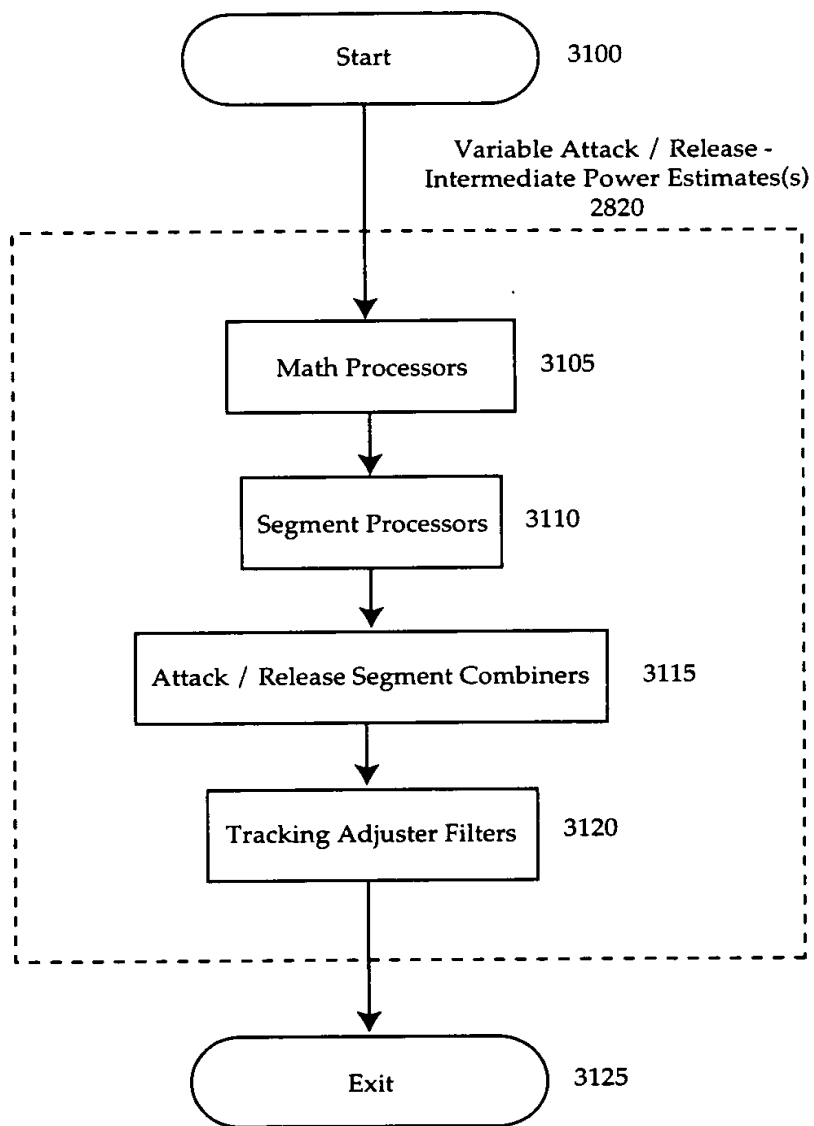 Start 3100
Variable Attack / Release -
Intermediate Power Estimates(s)
2820
Math Processors 3105
Segment Processors 3110
Attack / Release Segment Combiners 3115
Tracking Adjuster Filters 3120
Exit 3125